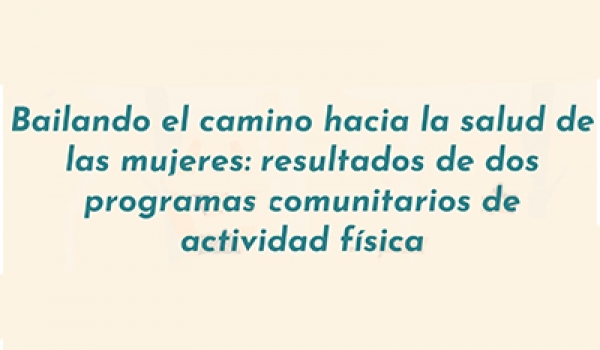 Bailando el camino hacia la salud de
las mujeres: resultados de dos
programas comunitarios de
actividad física